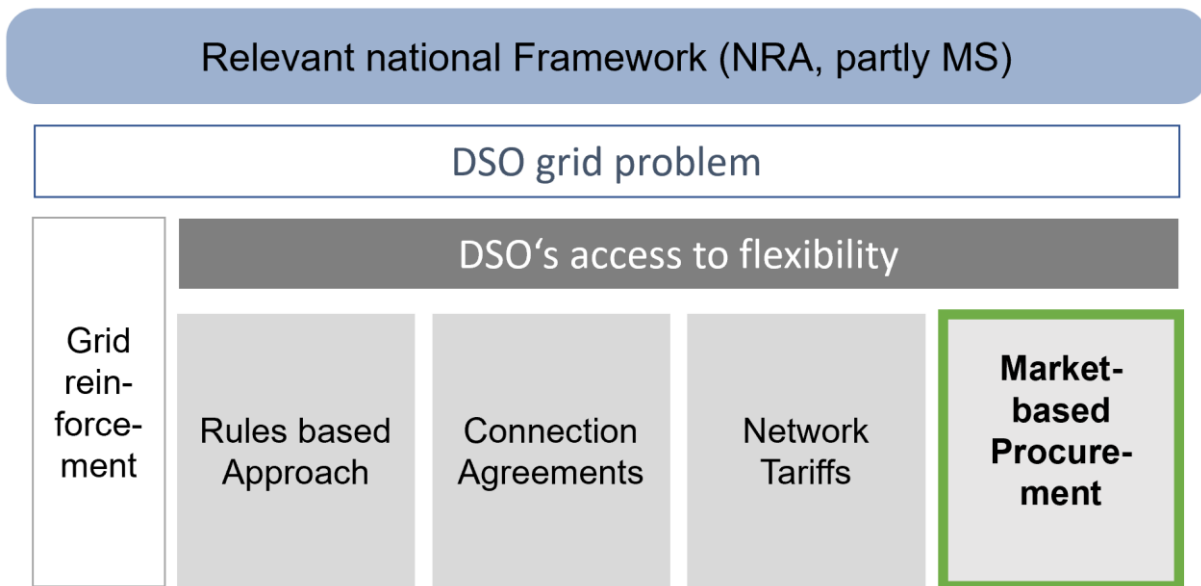 Relevant national Framework (NRA, partly MS)
DSO grid problem
DSO‘s access to flexibility
Grid
rein-
force-
ment
Rules based
Approach
Connection
Agreements
Network
Tariffs
Market-
based
Procure-
ment